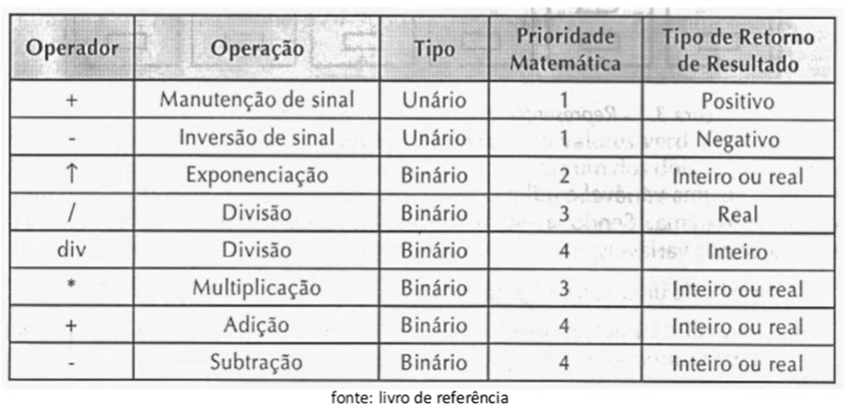 Operador Operação Tipo Prioridade Matemática Tipo de Retorno de Resultado
+ Manutenção de sinal Unário 1 Positivo
- Inversão de sinal Unário 1 Negativo
↑ Exponenciação Binário 2 Inteiro ou real
/ Divisão Binário 3 Real
div Divisão Binário 4 Inteiro
* Multiplicação Binário 3 Inteiro ou real
+ Adição Binário 4 Inteiro ou real
- Subtração Binário 4 Inteiro ou real
fonte: livro de referência